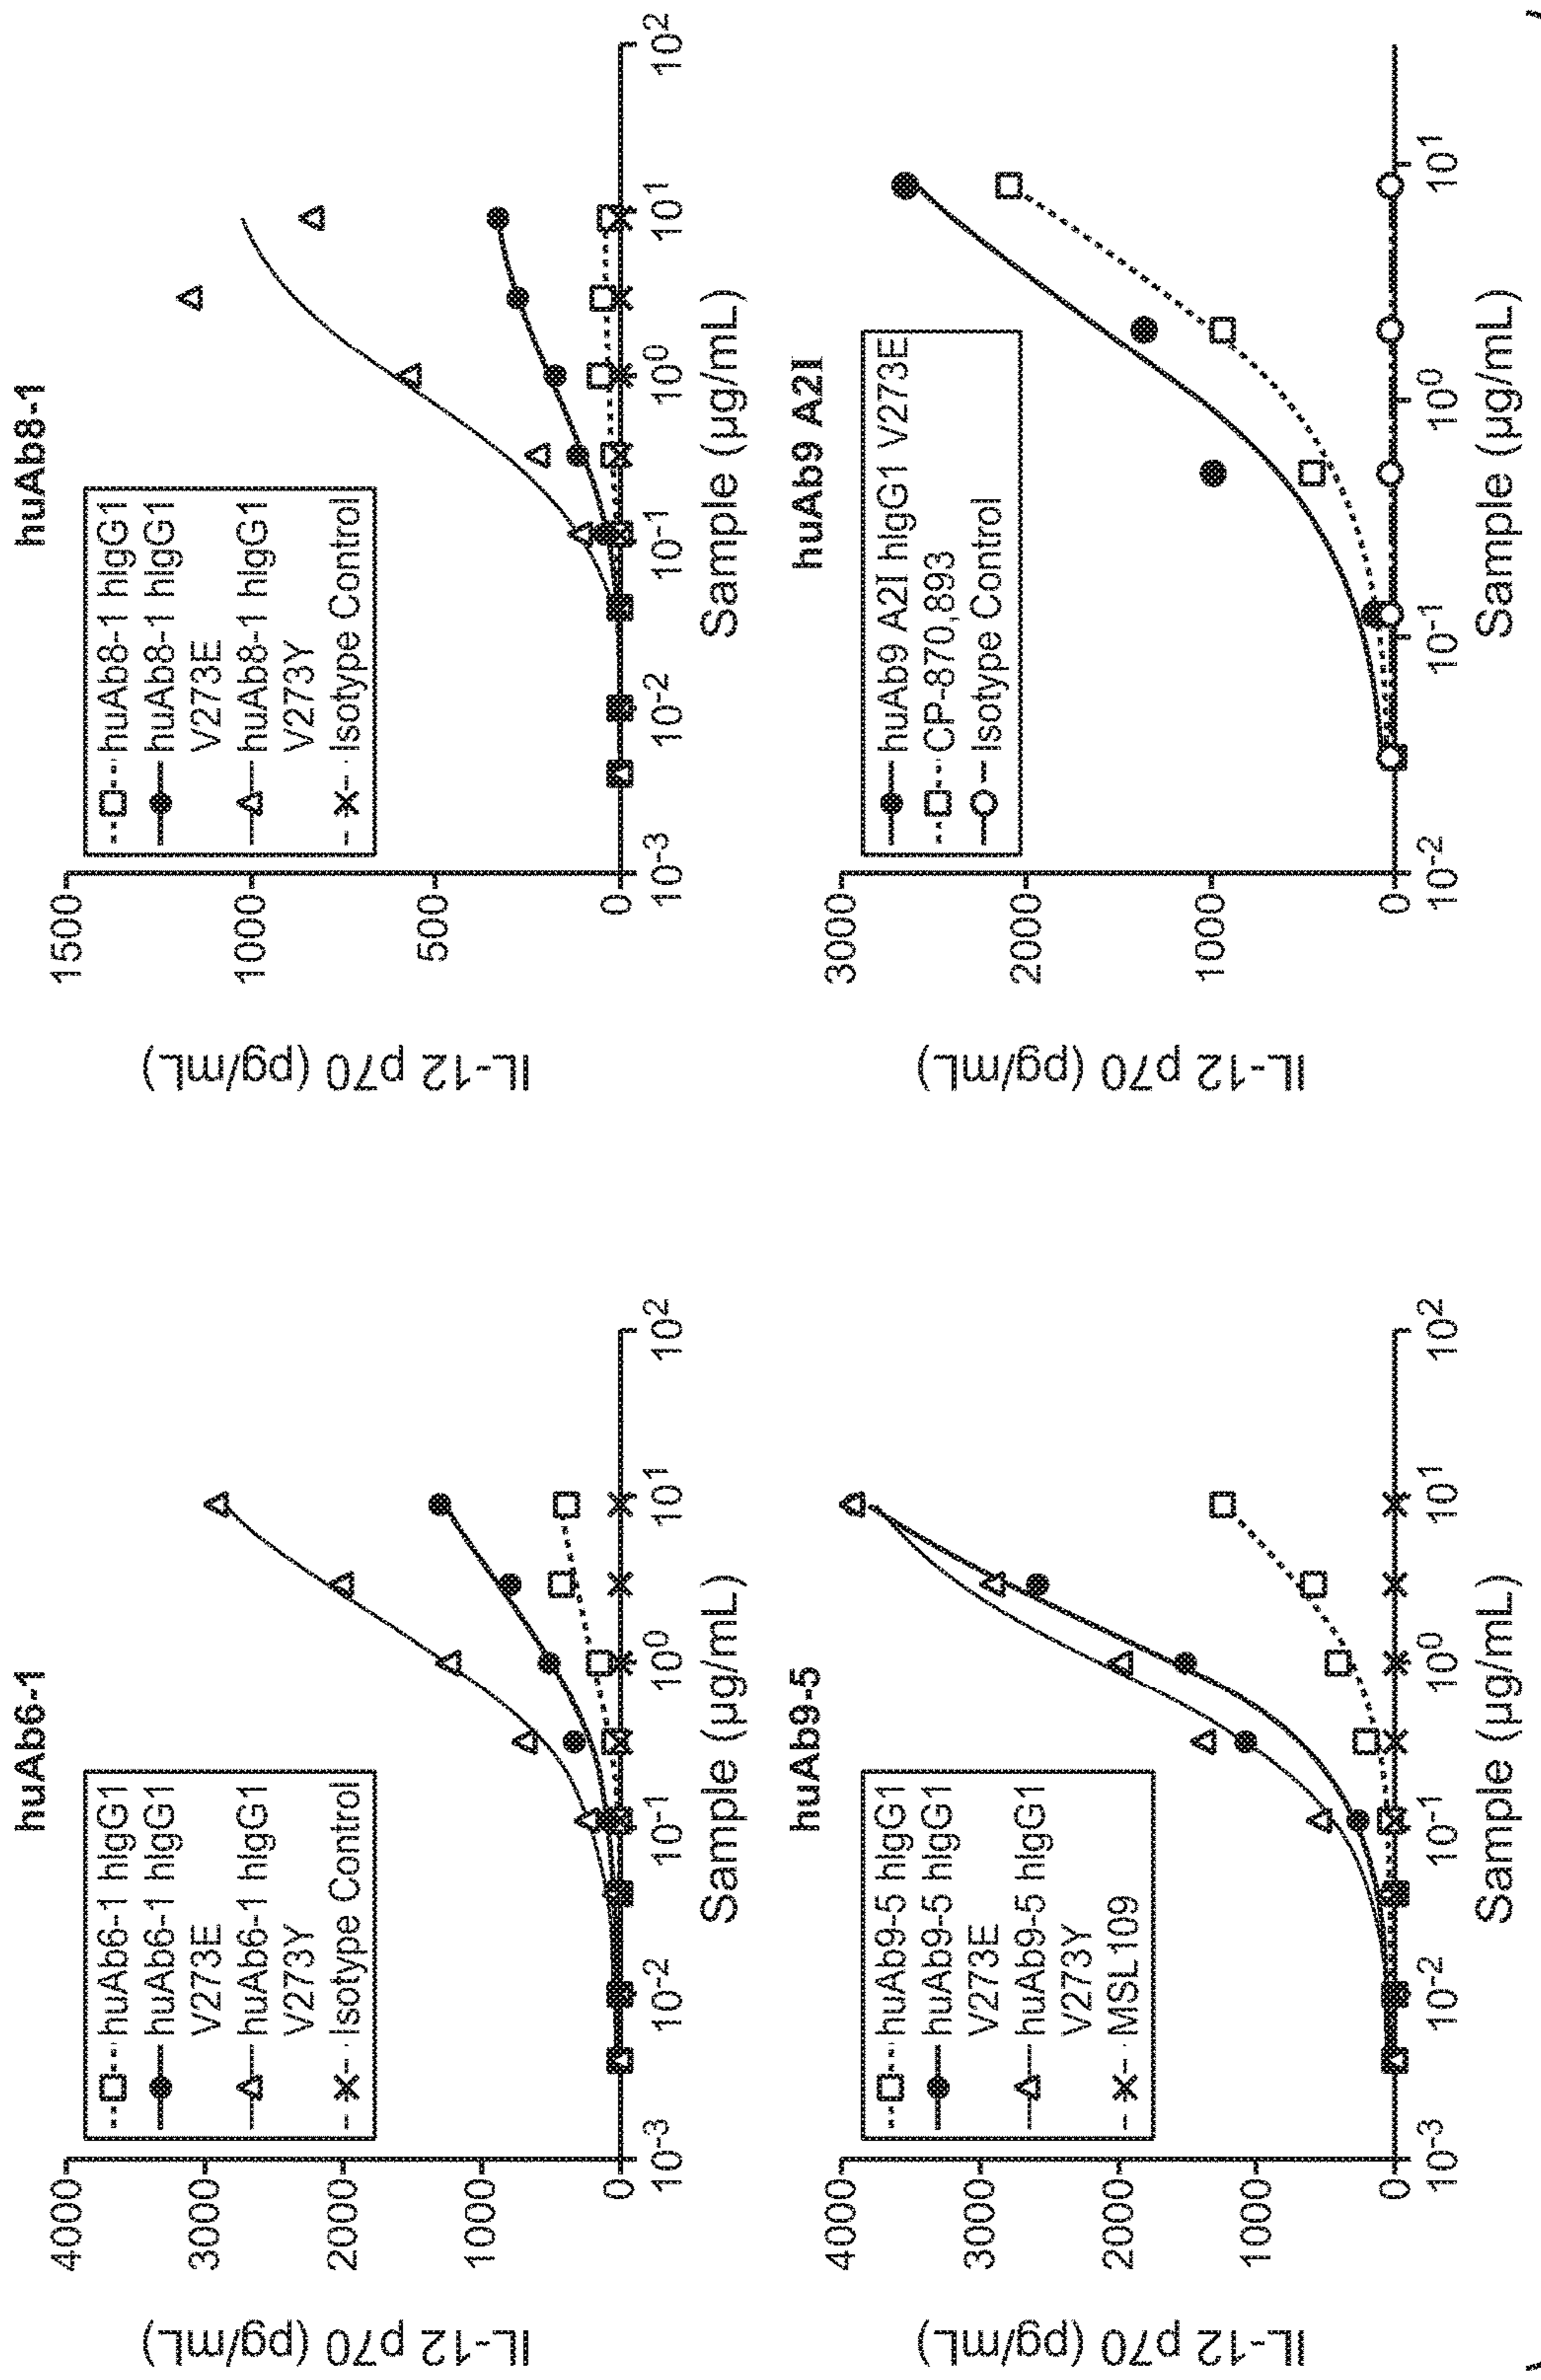 huAb6-1
4000
3000
2000
1000
0
IL-12 p70 (pg/mL)
huAb6-1 hIgG1
huAb6-1 hIgG1
V273E
huAb6-1 hIgG1
V273Y
Isotype Control
10-3
10-2
10-1
100
101
102
Sample (µg/mL)
huAb8-1
1500
1000
500
0
IL-12 p70 (pg/mL)
huAb8-1 hIgG1
huAb8-1 hIgG1
V273E
huAb8-1 hIgG1
V273Y
Isotype Control
10-3
10-2
10-1
100
101
102
Sample (µg/mL)
huAb9-5
4000
3000
2000
1000
0
IL-12 p70 (pg/mL)
huAb9-5 hIgG1
huAb9-5 hIgG1
V273E
huAb9-5 hIgG1
V273Y
MSL109
10-3
10-2
10-1
100
101
102
Sample (µg/mL)
huAb9 A2I
3000
2000
1000
0
IL-12 p70 (pg/mL)
huAb9 A2I hIgG1 V273E
CP-870,893
Isotype Control
10-2
10-1
100
101
Sample (µg/mL)